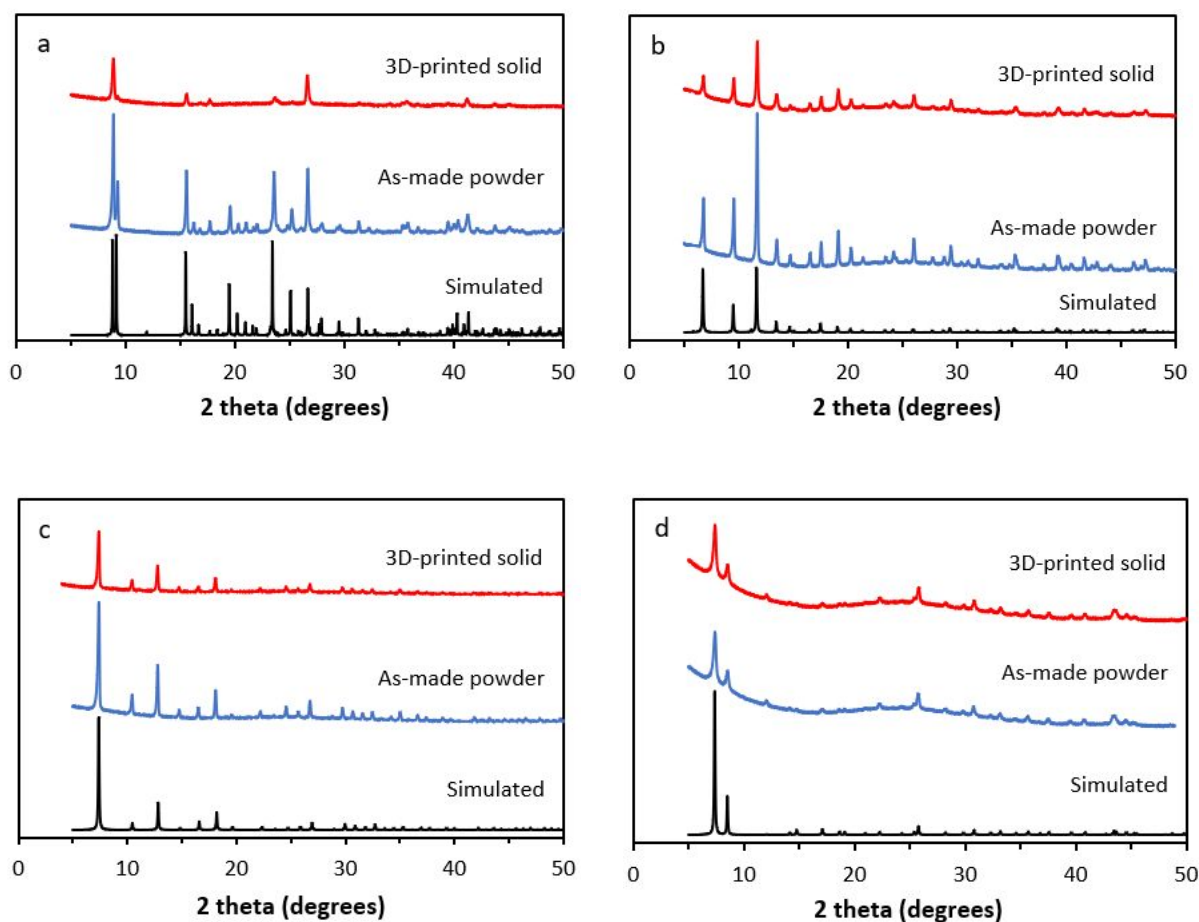 a
3D-printed solid
As-made powder
Simulated
0 10 20 30 40 50
2 theta (degrees)
b
3D-printed solid
As-made powder
Simulated
0 10 20 30 40 50
2 theta (degrees)
c
3D-printed solid
As-made powder
Simulated
0 10 20 30 40 50
2 theta (degrees)
d
3D-printed solid
As-made powder
Simulated
0 10 20 30 40 50
2 theta (degrees)